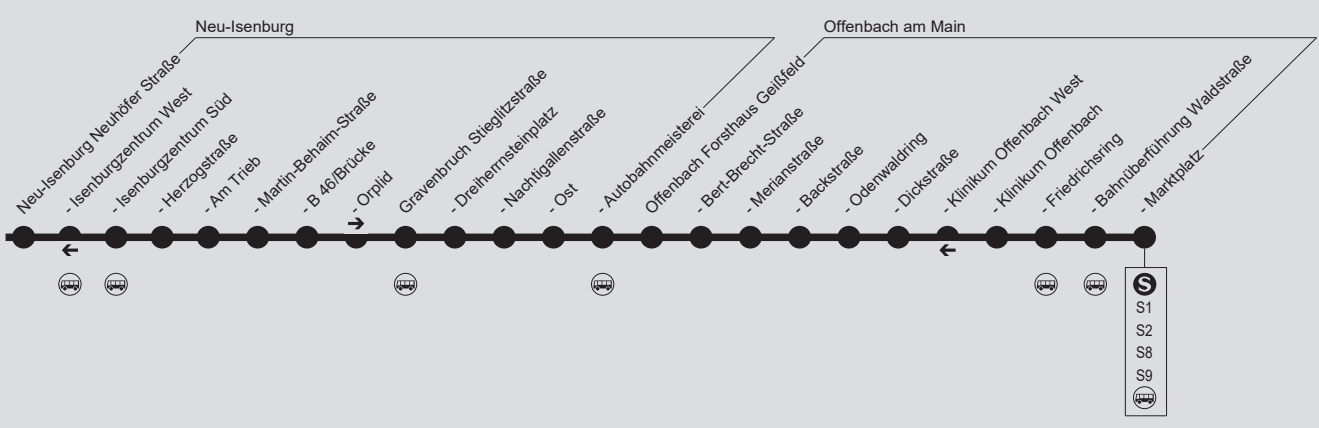 Neu-Isenburg
Offenbach am Main
Neu-Isenburg Neuhöfer Straße
- Isenburgzentrum West
- Isenburgzentrum Süd
- Herzogstraße
- Am Trieb
- Martin-Behaim-Straße
- B 46/Brücke
- Orplid
Gravenbruch Stieglitzstraße
- Dreiherrnsteinplatz
- Nachtigallenstraße
- Ost
- Autobahnmeisterei
Offenbach Forsthaus Geißfeld
- Bert-Brecht-Straße
- Merianstraße
- Backstraße
- Odenwaldring
- Dickstraße
- Klinikum Offenbach West
- Klinikum Offenbach
- Friedrichsring
- Bahnüberführung Waldstraße
- Marktplatz
S
S1
S2
S8
S9